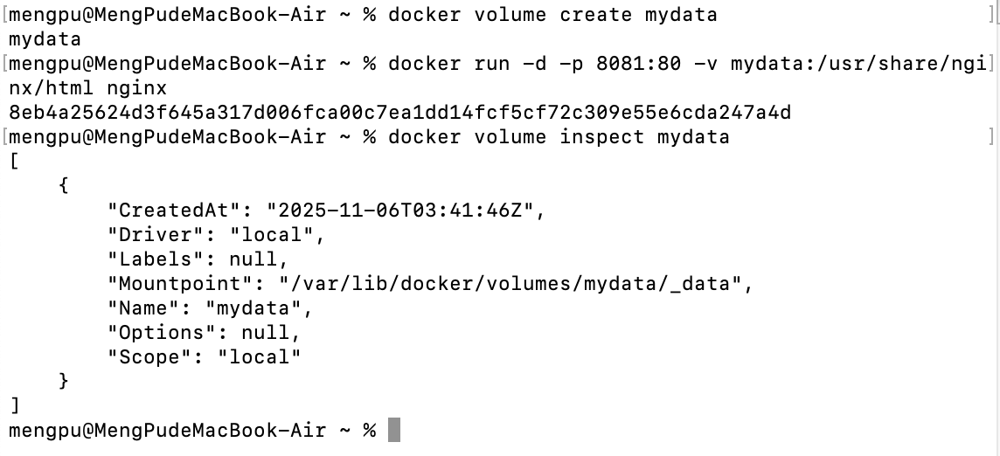 [mengpu@MengPudeMacBook-Air ~ % docker volume create mydata ]
mydata
[mengpu@MengPudeMacBook-Air ~ % docker run -d -p 8081:80 -v mydata:/usr/share/ngi]
nx/html nginx
8eb4a25624d3f645a317d006fca00c7ea1dd14fcf5cf72c309e55e6cda247a4d
[mengpu@MengPudeMacBook-Air ~ % docker volume inspect mydata ]
[
    {
        "CreatedAt": "2025-11-06T03:41:46Z",
        "Driver": "local",
        "Labels": null,
        "Mountpoint": "/var/lib/docker/volumes/mydata/_data",
        "Name": "mydata",
        "Options": null,
        "Scope": "local"
    }
]
mengpu@MengPudeMacBook-Air ~ %